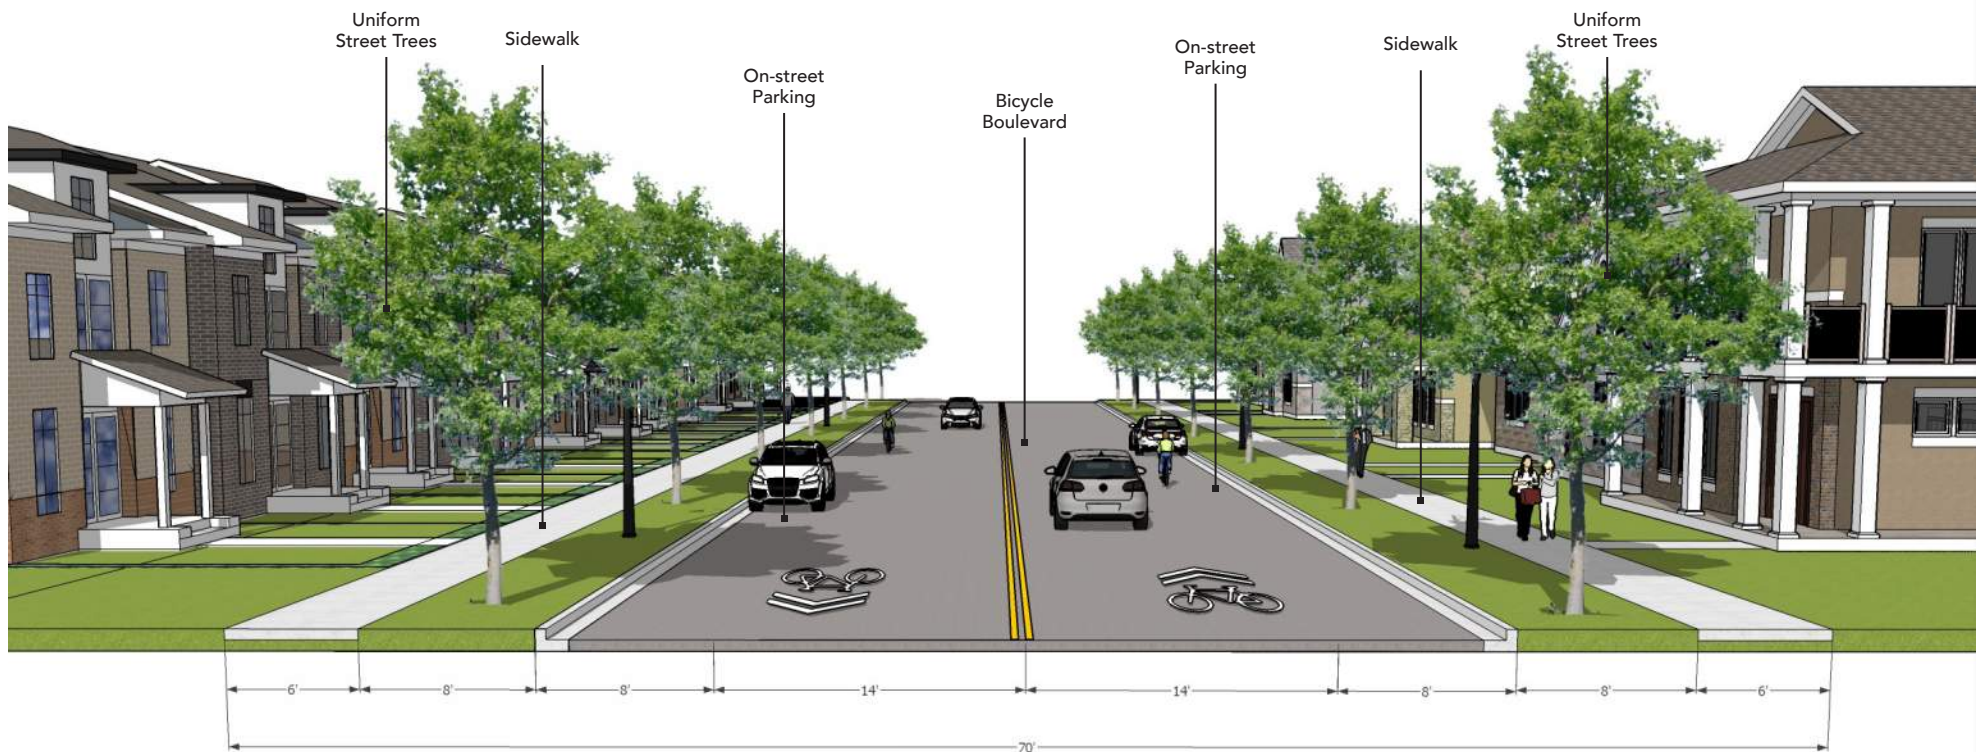 Uniform
Street Trees
Sidewalk
On-street
Parking
Bicycle
Boulevard
On-street
Parking
Sidewalk
Uniform
Street Trees
6'
8'
8'
14'
14'
8'
8'
6'
70'